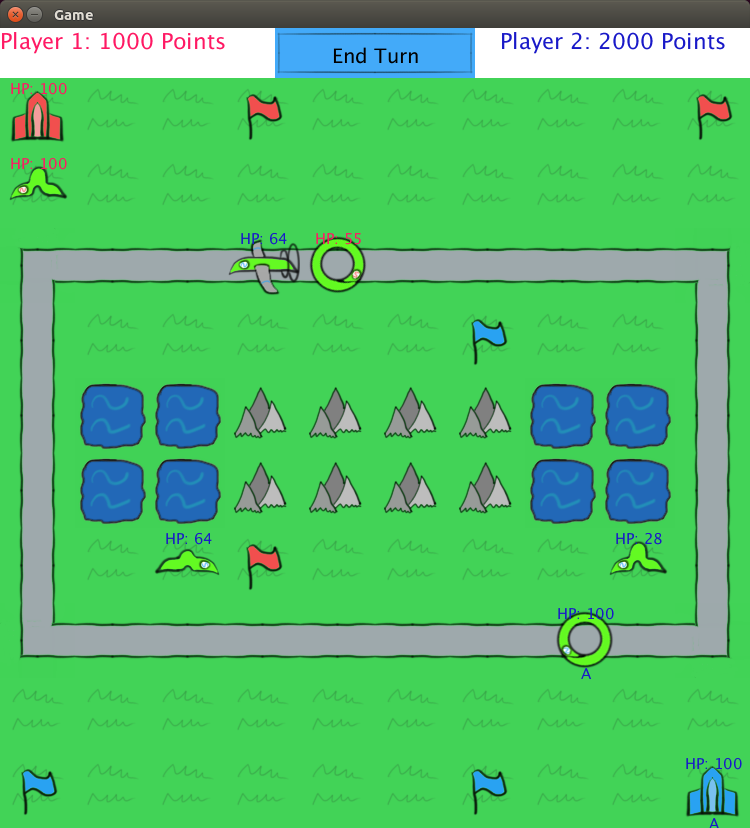 Game
Player 1: 1000 Points
End Turn
Player 2: 2000 Points
HP: 100
HP: 100
HP: 64
HP: 55
HP: 64
HP: 28
HP: 100
A
HP: 100
A